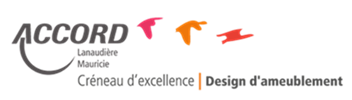 ACCORD
Lanaudière
Mauricie
Créneau d'excellence | Design d'ameublement